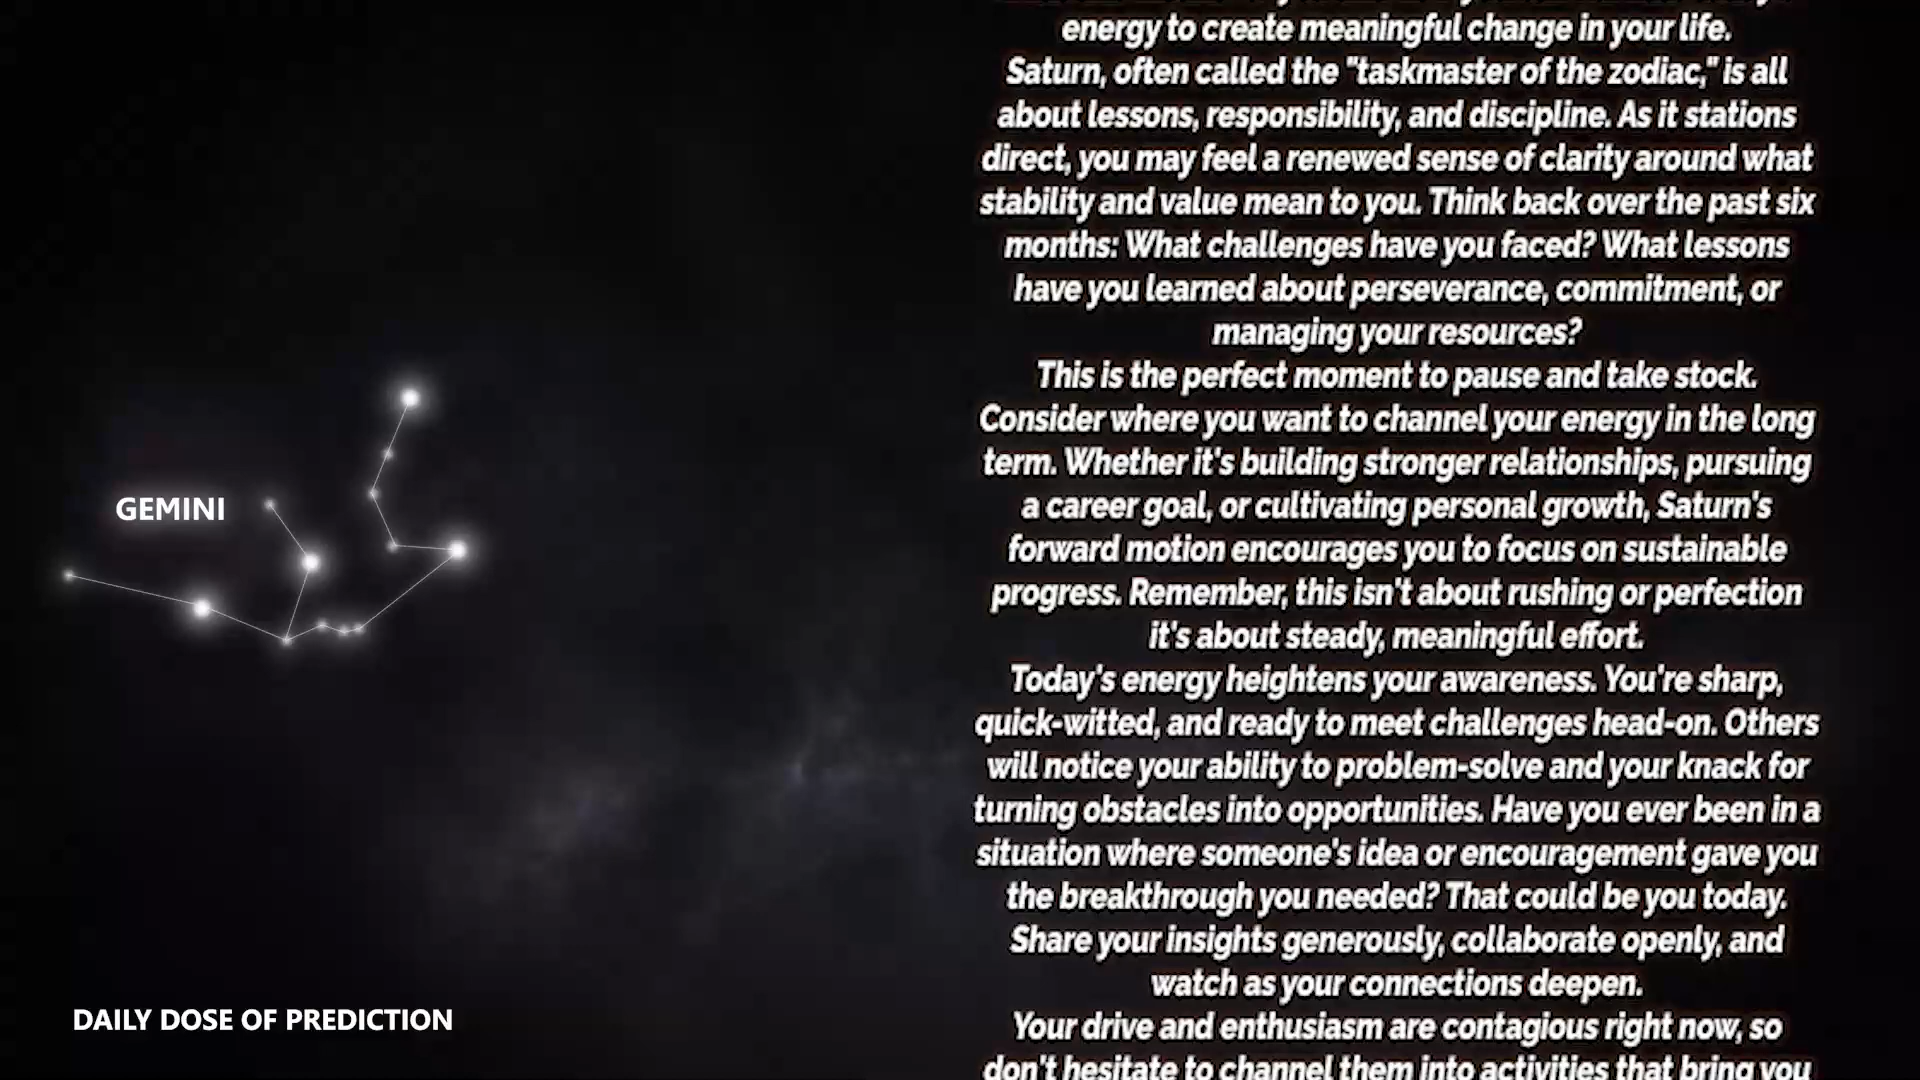 energy to create meaningful change in your life.
Saturn, often called the "taskmaster of the zodiac," is all
about lessons, responsibility, and discipline. As it stations
direct, you may feel a renewed sense of clarity around what
stability and value mean to you. Think back over the past six
months: What challenges have you faced? What lessons
have you learned about perseverance, commitment, or
managing your resources?
This is the perfect moment to pause and take stock.
Consider where you want to channel your energy in the long
term. Whether it's building stronger relationships, pursuing
a career goal, or cultivating personal growth, Saturn's
forward motion encourages you to focus on sustainable
progress. Remember, this isn't about rushing or perfection
it's about steady, meaningful effort.
Today's energy heightens your awareness. You're sharp,
quick-witted, and ready to meet challenges head-on. Others
will notice your ability to problem-solve and your knack for
turning obstacles into opportunities. Have you ever been in a
situation where someone's idea or encouragement gave you
the breakthrough you needed? That could be you today.
Share your insights generously, collaborate openly, and
watch as your connections deepen.
Your drive and enthusiasm are contagious right now, so
don't hesitate to channel them into activities that bring you
GEMINI
DAILY DOSE OF PREDICTION